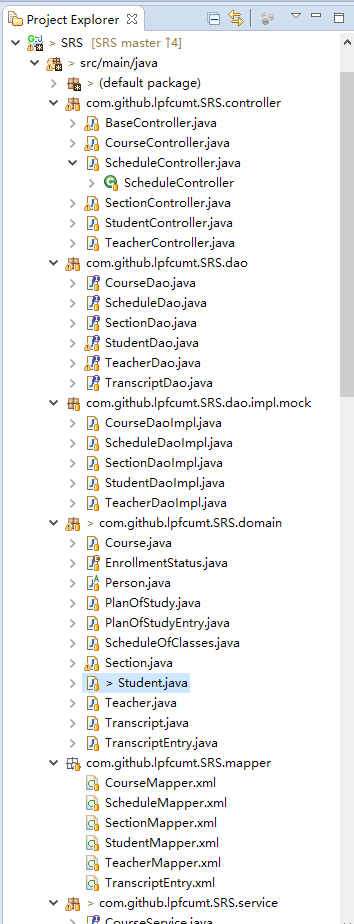 Project Explorer
> SRS [SRS master ↑4]
> src/main/java
> (default package)
com.github.lpfcumt.SRS.controller
BaseController.java
CourseController.java
ScheduleController.java
ScheduleController
SectionController.java
StudentController.java
TeacherController.java
com.github.lpfcumt.SRS.dao
CourseDao.java
ScheduleDao.java
SectionDao.java
StudentDao.java
TeacherDao.java
TranscriptDao.java
com.github.lpfcumt.SRS.dao.impl.mock
CourseDaoImpl.java
ScheduleDaoImpl.java
SectionDaoImpl.java
StudentDaoImpl.java
TeacherDaoImpl.java
> com.github.lpfcumt.SRS.domain
Course.java
EnrollmentStatus.java
Person.java
PlanOfStudy.java
PlanOfStudyEntry.java
ScheduleOfClasses.java
Section.java
> Student.java
Teacher.java
Transcript.java
TranscriptEntry.java
com.github.lpfcumt.SRS.mapper
CourseMapper.xml
ScheduleMapper.xml
SectionMapper.xml
StudentMapper.xml
TeacherMapper.xml
TranscriptEntry.xml
> com.github.lpfcumt.SRS.service
CourseService.java